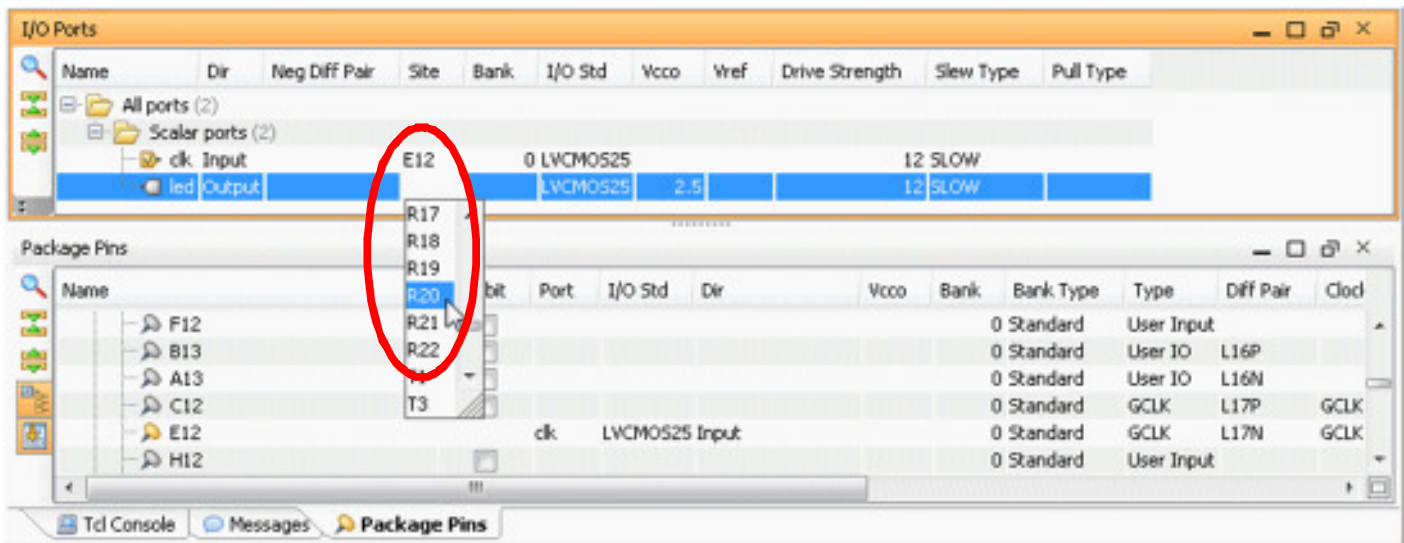 I/O Ports
Name Dir Neg Diff Pair Site Bank I/O Std Vcco Vref Drive Strength Slew Type Pull Type
All ports (2)
Scalar ports (2)
clk Input E12 0 LVCMOS25 12 SLOW
led Output LVCMOS25 2.5 12 SLOW
R17
R18
R19
R20
R21
R22
T3
Package Pins
Name bit Port I/O Std Dir Vcco Bank Bank Type Type Diff Pair Clock
F12 0 Standard User Input
B13 0 Standard User IO L16P
A13 0 Standard User IO L16N
C12 0 Standard GCLK L17P GCLK
E12 clk LVCMOS25 Input 0 Standard GCLK L17N GCLK
H12 0 Standard User Input
Tcl Console Messages Package Pins